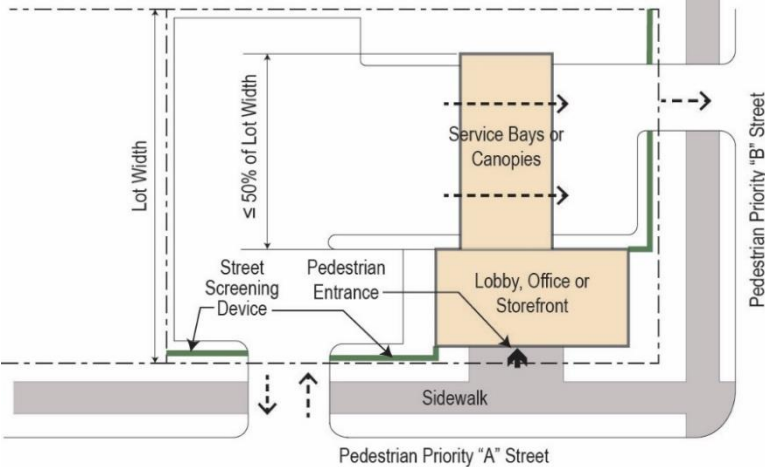 Lot Width
≤ 50% of Lot Width
Service Bays or
Canopies
Pedestrian Priority “B” Street
Street
Screening
Device
Pedestrian
Entrance
Lobby, Office or
Storefront
Sidewalk
Pedestrian Priority “A” Street